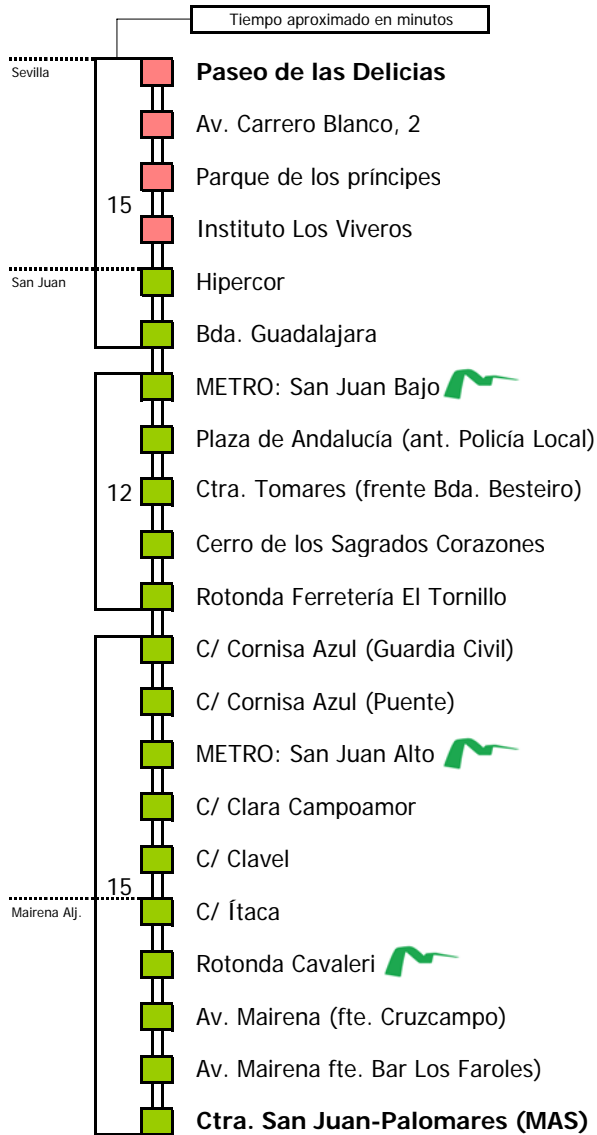 Tiempo aproximado en minutos
Sevilla
Paseo de las Delicias
Av. Carrero Blanco, 2
Parque de los príncipes
15
Instituto Los Viveros
San Juan
Hipercor
Bda. Guadalajara
METRO: San Juan Bajo
Plaza de Andalucía (ant. Policía Local)
12
Ctra. Tomares (frente Bda. Besteiro)
Cerro de los Sagrados Corazones
Rotonda Ferretería El Tornillo
C/ Cornisa Azul (Guardia Civil)
C/ Cornisa Azul (Puente)
METRO: San Juan Alto
C/ Clara Campoamor
C/ Clavel
15
Mairena Alj.
C/ Ítaca
Rotonda Cavaleri
Av. Mairena (fte. Cruzcampo)
Av. Mairena fte. Bar Los Faroles)
Ctra. San Juan-Palomares (MAS)